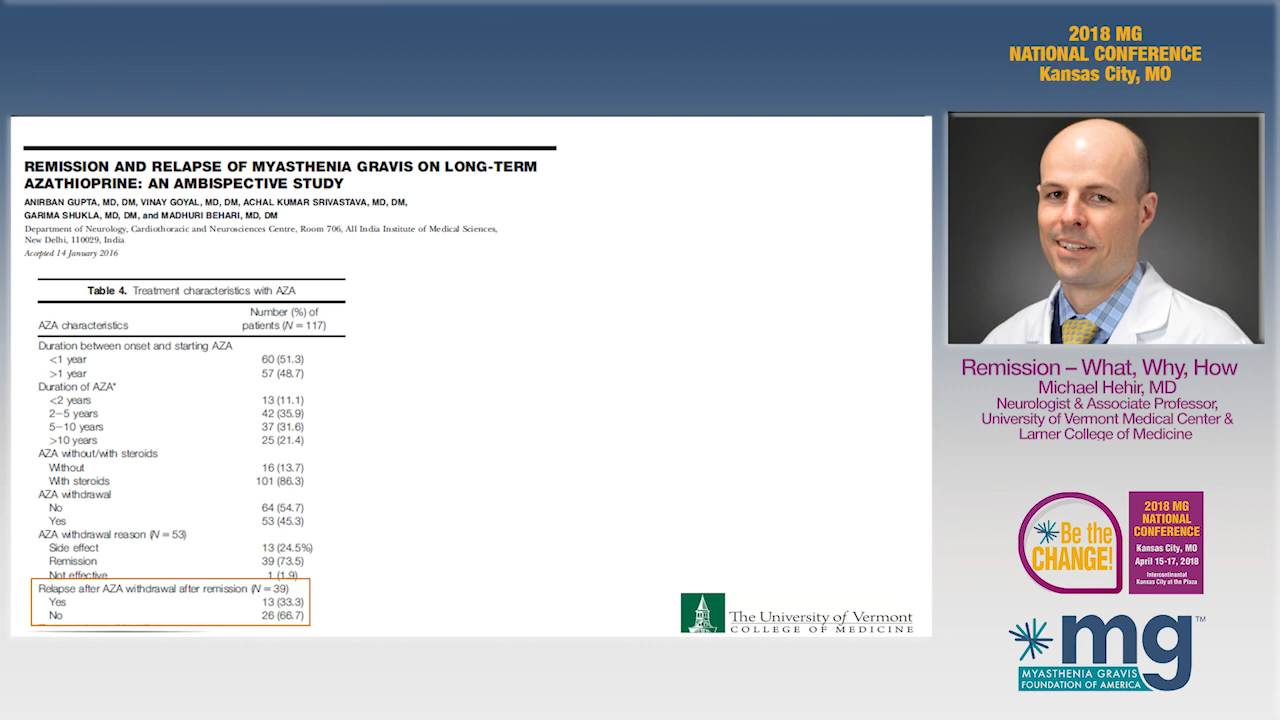 2018 MG
NATIONAL CONFERENCE
Kansas City, MO
REMISSION AND RELAPSE OF MYASTHENIA GRAVIS ON LONG-TERM
AZATHIOPRINE: AN AMBISPECTIVE STUDY
ANIRBAN GUPTA, MD, DM, VINAY GOYAL, MD, DM, ACHAL KUMAR SRIVASTAVA, MD, DM,
GARIMA SHUKLA, MD, DM, and MADHURI BEHARI, MD, DM
Department of Neurology, Cardiothoracic and Neurosciences Centre, Room 706, All India Institute of Medical Sciences,
New Delhi, 110029, India
Accepted 14 January 2016
Table 4. Treatment characteristics with AZA
Number (%) of
AZA characteristics patients (N = 117)
Duration between onset and starting AZA
<1 year 60 (51.3)
>1 year 57 (48.7)
Duration of AZA*
<2 years 13 (11.1)
2–5 years 42 (35.9)
5–10 years 37 (31.6)
>10 years 25 (21.4)
AZA without/with steroids
Without 16 (13.7)
With steroids 101 (86.3)
AZA withdrawal
No 64 (54.7)
Yes 53 (45.3)
AZA withdrawal reason (N = 53)
Side effect 13 (24.5%)
Remission 39 (73.5)
Not effective 1 (1.9)
Relapse after AZA withdrawal after remission (N = 39)
Yes 13 (33.3)
No 26 (66.7)
The University of Vermont
COLLEGE OF MEDICINE
Remission – What, Why, How
Michael Hehir, MD
Neurologist & Associate Professor,
University of Vermont Medical Center &
Larner College of Medicine
Be the
CHANGE!
2018 MG
NATIONAL
CONFERENCE
Kansas City, MO
April 15-17, 2018
Intercontinental
Kansas City at the Plaza
mg™
MYASTHENIA GRAVIS
FOUNDATION OF AMERICA